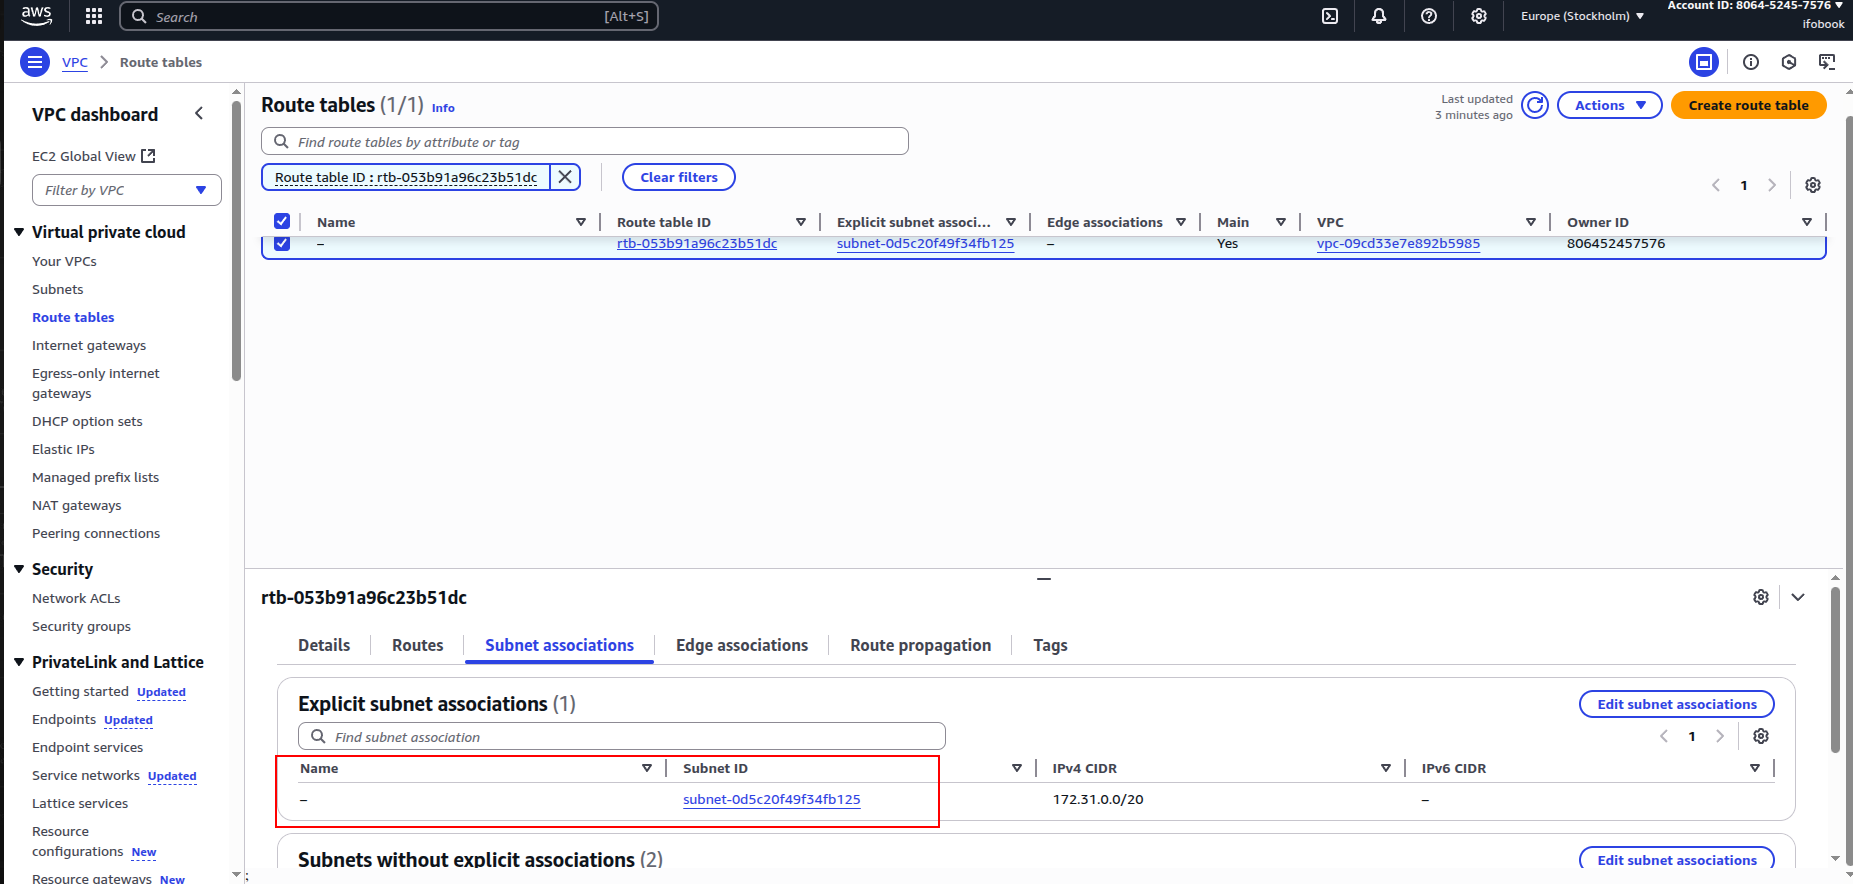 aws
Search [Alt+S]
Europe (Stockholm)
Account ID: 8064-5245-7576
ifobook
VPC Route tables
VPC dashboard
EC2 Global View
Filter by VPC
Virtual private cloud
Your VPCs
Subnets
Route tables
Internet gateways
Egress-only internet
gateways
DHCP option sets
Elastic IPs
Managed prefix lists
NAT gateways
Peering connections
Security
Network ACLs
Security groups
PrivateLink and Lattice
Getting started Updated
Endpoints Updated
Endpoint services
Service networks Updated
Lattice services
Resource
configurations New
Resource gateways New
Route tables (1/1) Info
Last updated
3 minutes ago
Actions
Create route table
Find route tables by attribute or tag
Route table ID : rtb-053b91a96c23b51dc
Clear filters
1
Name Route table ID Explicit subnet associ... Edge associations Main VPC Owner ID
– rtb-053b91a96c23b51dc subnet-0d5c20f49f34fb125 – Yes vpc-09cd33e7e892b5985 806452457576
rtb-053b91a96c23b51dc
Details Routes Subnet associations Edge associations Route propagation Tags
Explicit subnet associations (1)
Edit subnet associations
Find subnet association
1
Name Subnet ID IPv4 CIDR IPv6 CIDR
– subnet-0d5c20f49f34fb125 172.31.0.0/20 –
Subnets without explicit associations (2)
Edit subnet associations